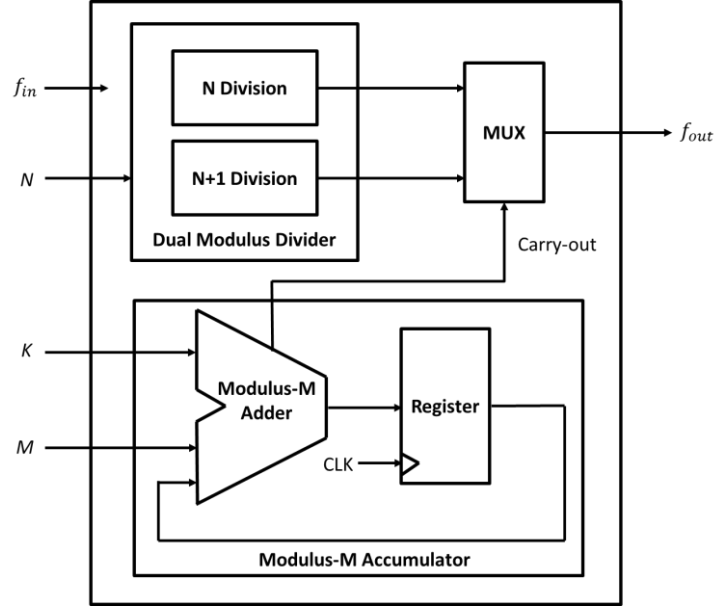 f_in
N Division
MUX
f_out
N
N+1 Division
Dual Modulus Divider
Carry-out
K
Modulus-M
Adder
Register
M
CLK
Modulus-M Accumulator